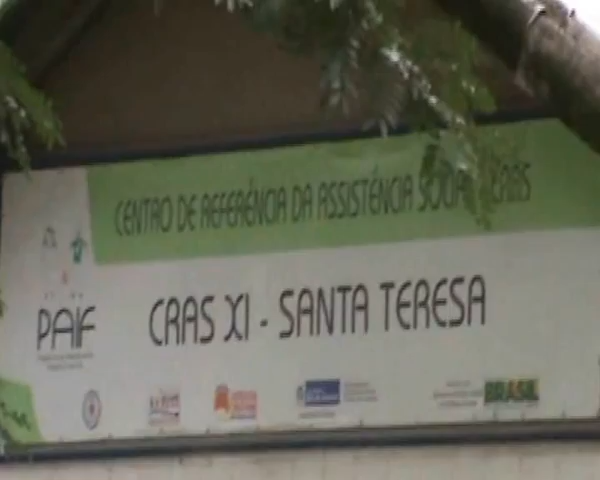 CENTRO DE REFERÊNCIA DA ASSISTÊNCIA SOCIAL CRAS
PAIF
CRAS XI - SANTA TERESA
BRASIL